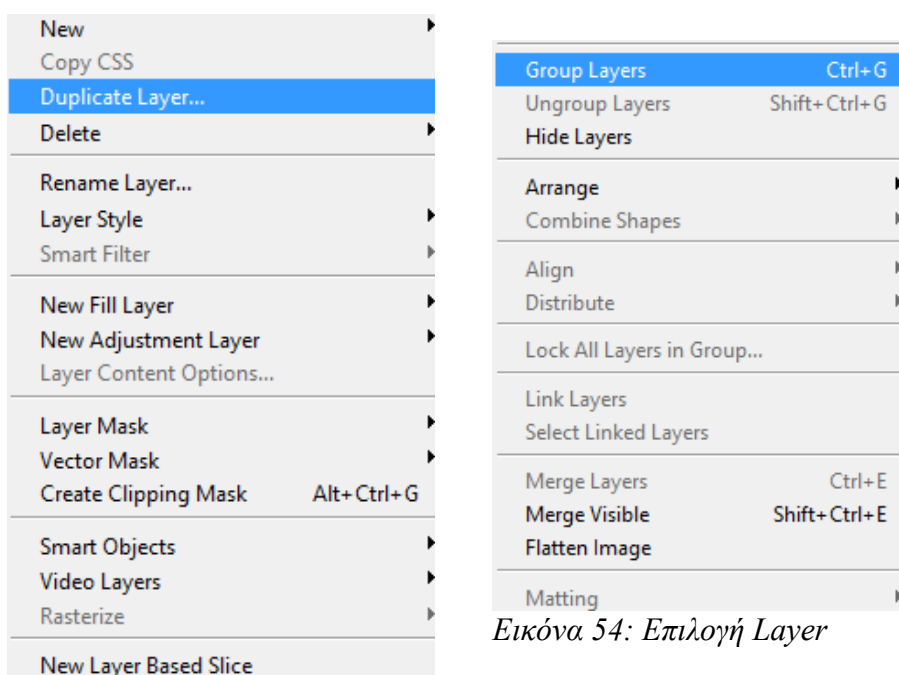 New
Copy CSS
Duplicate Layer...
Delete
Rename Layer...
Layer Style
Smart Filter
New Fill Layer
New Adjustment Layer
Layer Content Options...
Layer Mask
Vector Mask
Create Clipping Mask Alt+Ctrl+G
Smart Objects
Video Layers
Rasterize
New Layer Based Slice
Group Layers Ctrl+G
Ungroup Layers Shift+Ctrl+G
Hide Layers
Arrange
Combine Shapes
Align
Distribute
Lock All Layers in Group...
Link Layers
Select Linked Layers
Merge Layers Ctrl+E
Merge Visible Shift+Ctrl+E
Flatten Image
Matting
Εικόνα 54: Επιλογή Layer